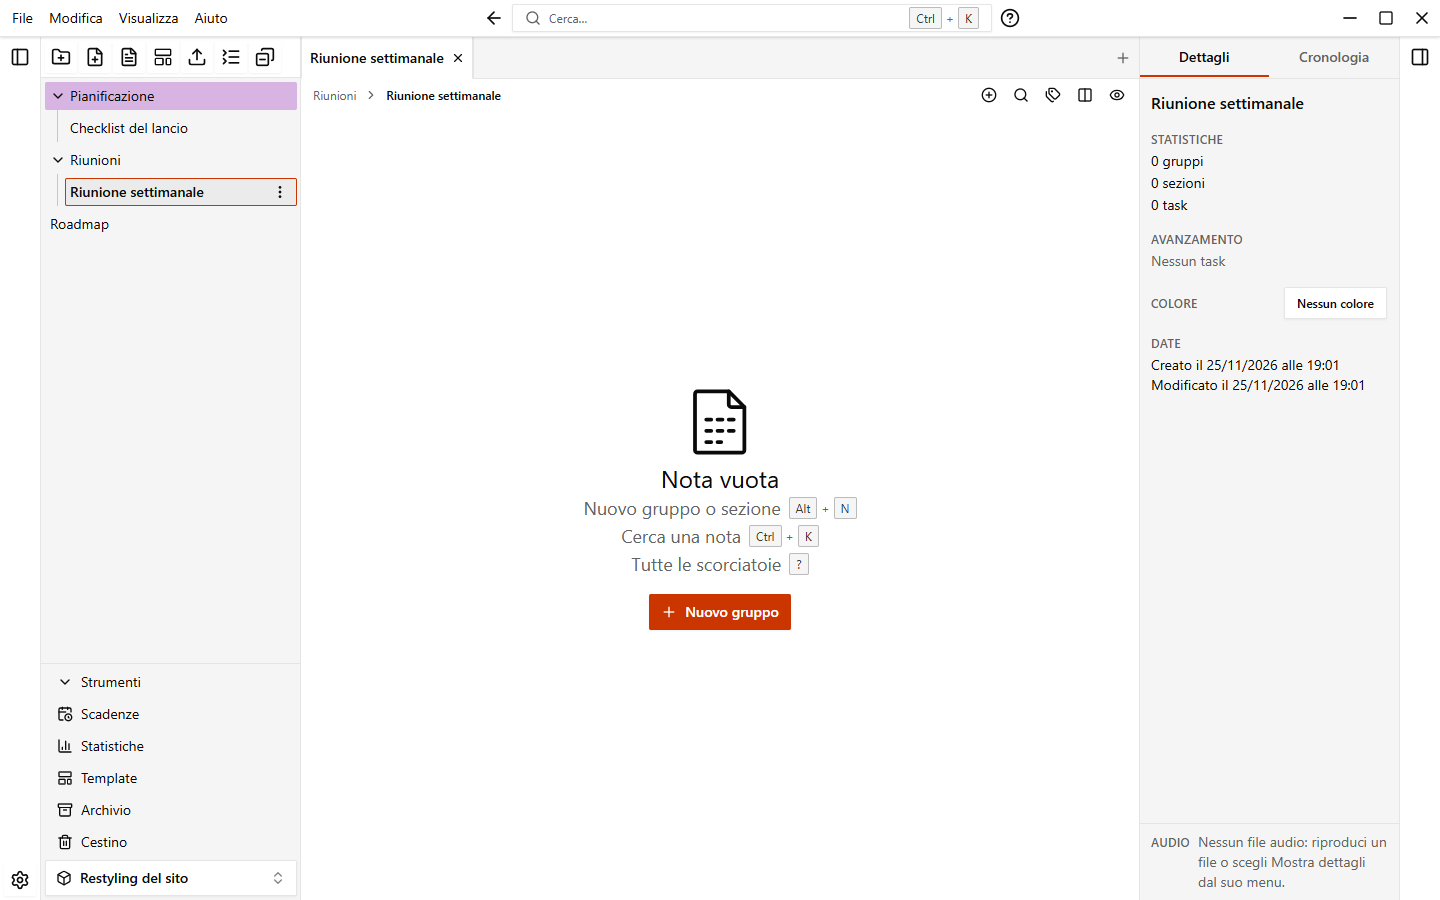 File Modifica Visualizza Aiuto
Cerca... Ctrl + K
Pianificazione
Checklist del lancio
Riunioni
Riunione settimanale
Roadmap
Strumenti
Scadenze
Statistiche
Template
Archivio
Cestino
Restyling del sito
Riunione settimanale
Riunioni > Riunione settimanale
Nota vuota
Nuovo gruppo o sezione Alt + N
Cerca una nota Ctrl + K
Tutte le scorciatoie ?
+ Nuovo gruppo
Dettagli Cronologia
Riunione settimanale
STATISTICHE
0 gruppi
0 sezioni
0 task
AVANZAMENTO
Nessun task
COLORE Nessun colore
DATE
Creato il 25/11/2026 alle 19:01
Modificato il 25/11/2026 alle 19:01
AUDIO Nessun file audio: riproduci un
file o scegli Mostra dettagli
dal suo menu.